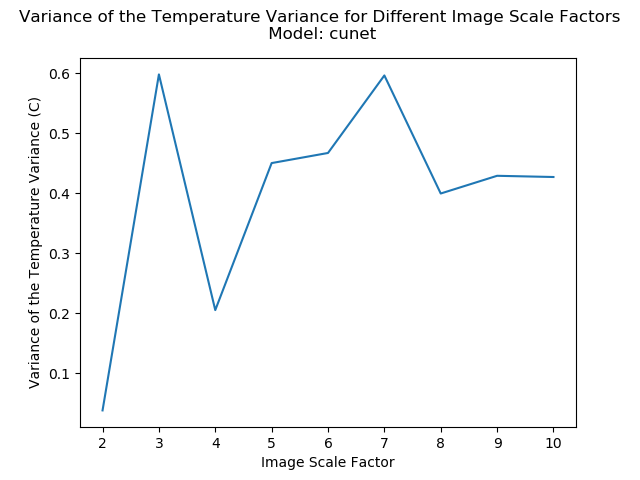 Variance of the Temperature Variance for Different Image Scale Factors
Model: cunet
Variance of the Temperature Variance (C)
0.6
0.5
0.4
0.3
0.2
0.1
2 3 4 5 6 7 8 9 10
Image Scale Factor